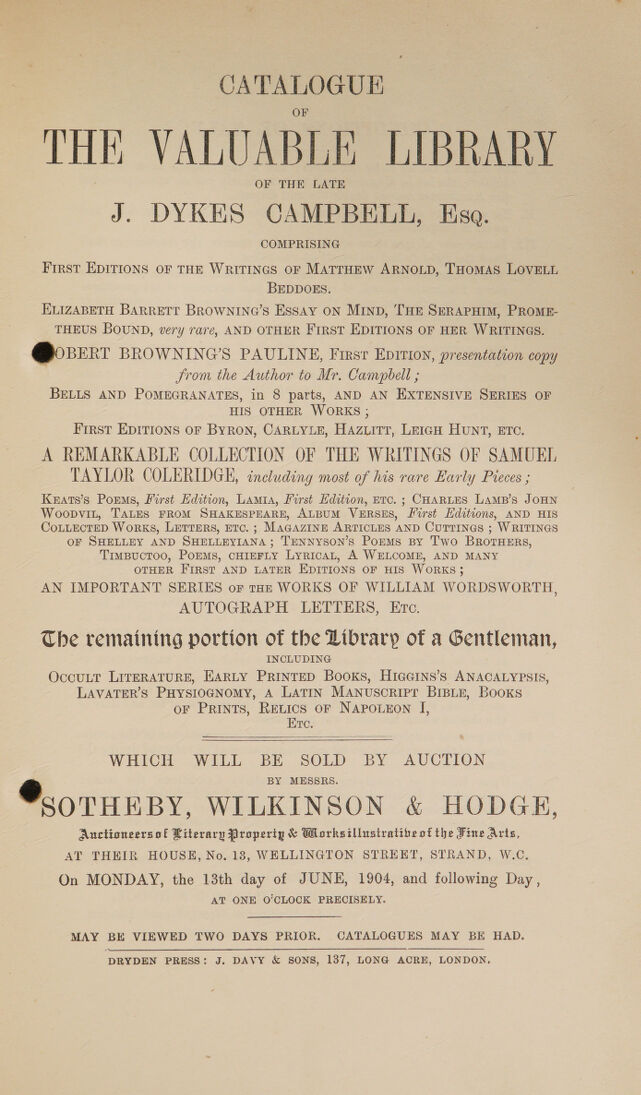 CATALOGUE
OF
THE VALUABLE LIBRARY
OF THE LATE
J. DYKES CAMPBELL, Esq.
COMPRISING
First Editions of the Writings of Matthew Arnold, Thomas Lovell
Beddoes.
Elizabeth Barrett Browning's Essay on Mind, The Seraphim, Prome-
theus Bound, very rare, and other First Editions of her Writings.
OBERT BROWNING'S PAULINE, First Edition, presentation copy
from the Author to Mr. Campbell;
Bells and Pomegranates, in 8 parts, and an Extensive Series of
his other Works;
First Editions of Byron, Carlyle, Hazlitt, Leigh Hunt, etc.
A REMARKABLE COLLECTION OF THE WRITINGS OF SAMUEL
TAYLOR COLERIDGE, including most of his rare Early Pieces;
Keats's Poems, First Edition, Lamia, First Edition, etc.; Charles Lamb's John
Woodvil, Tales from Shakespeare, Album Verses, First Editions, and his
Collected Works, Letters, etc.; Magazine Articles and Cuttings; Writings
of Shelley and Shelleyiana; Tennyson's Poems by Two Brothers,
Timbuctoo, Poems, chiefly Lyrical, A Welcome, and many
other First and later Editions of his Works;
AN IMPORTANT SERIES of the WORKS OF WILLIAM WORDSWORTH,
AUTOGRAPH LETTERS, Etc.
The remaining portion of the Library of a Gentleman,
INCLUDING
Occult Literature, Early Printed Books, Higgins's Anacalypsis,
Lavater's Physiognomy, a Latin Manuscript Bible, Books
of Prints, Relics of Napoleon I,
Etc.
WHICH WILL BE SOLD BY AUCTION
BY MESSRS.
SOTHEBY, WILKINSON & HODGE,
Auctioneers of Literary Property & Works illustrative of the Fine Arts,
AT THEIR HOUSE, No. 13, WELLINGTON STREET, STRAND, W.C.
On MONDAY, the 13th day of JUNE, 1904, and following Day,
AT ONE O'CLOCK PRECISELY.
MAY BE VIEWED TWO DAYS PRIOR. CATALOGUES MAY BE HAD.
DRYDEN PRESS: J. DAVY & SONS, 137, LONG ACRE, LONDON.